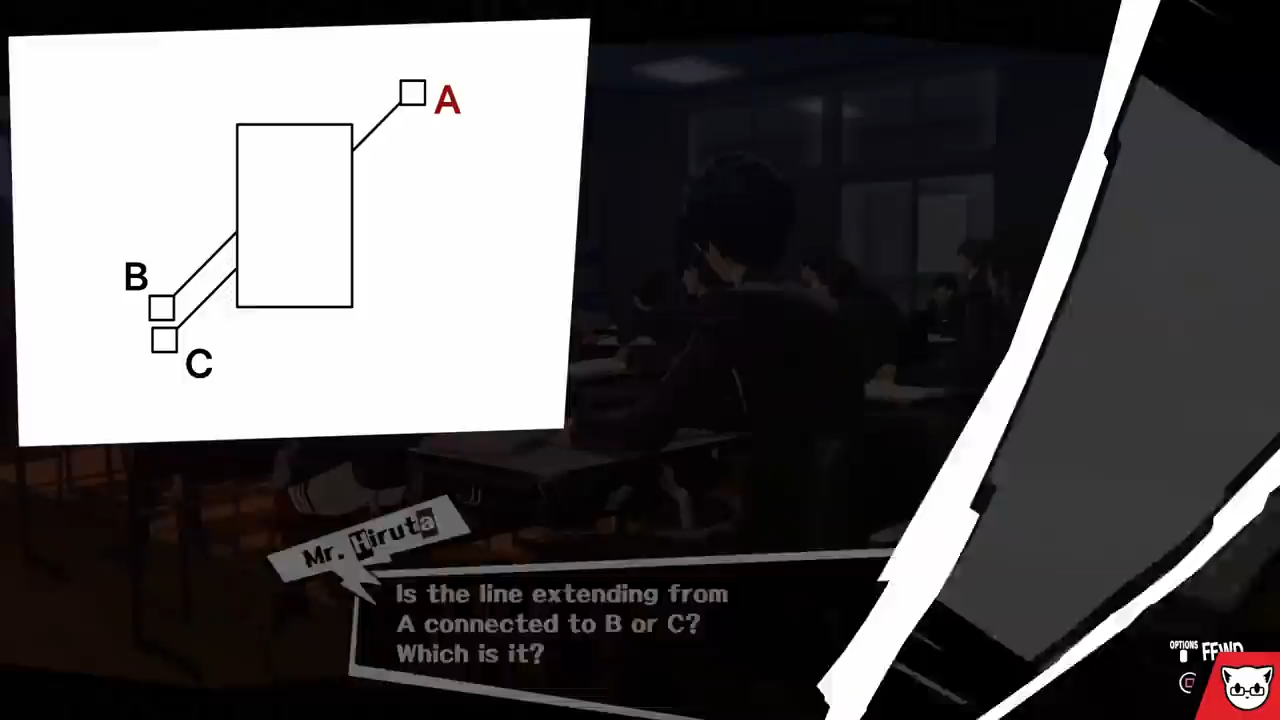 A
B
C
Mr. Hiruta
Is the line extending from
A connected to B or C?
Which is it?
OPTIONS FFWD